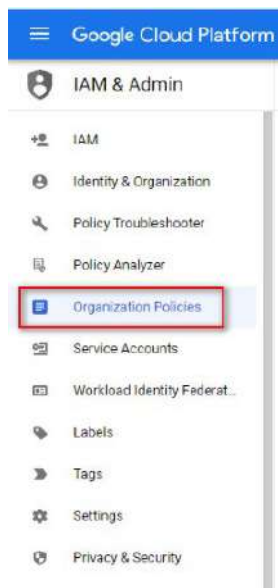 Google Cloud Platform
IAM & Admin
IAM
Identity & Organization
Policy Troubleshooter
Policy Analyzer
Organization Policies
Service Accounts
Workload Identity Federat...
Labels
Tags
Settings
Privacy & Security